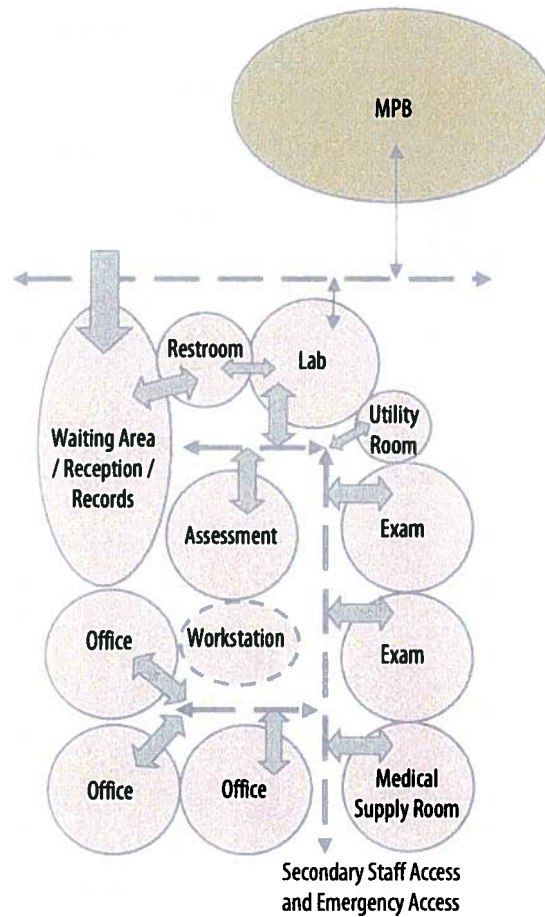 MPB
Restroom
Lab
Utility
Room
Waiting Area
/ Reception /
Records
Assessment
Exam
Office
Workstation
Exam
Office
Office
Medical
Supply Room
Secondary Staff Access
and Emergency Access